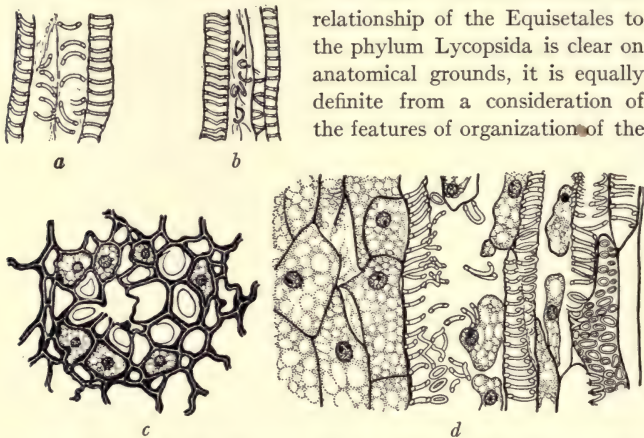 relationship of the Equisetales to
the phylum Lycopsida is clear on
anatomical grounds, it is equally
definite from a consideration of
the features of organization of the
a
b
c
d